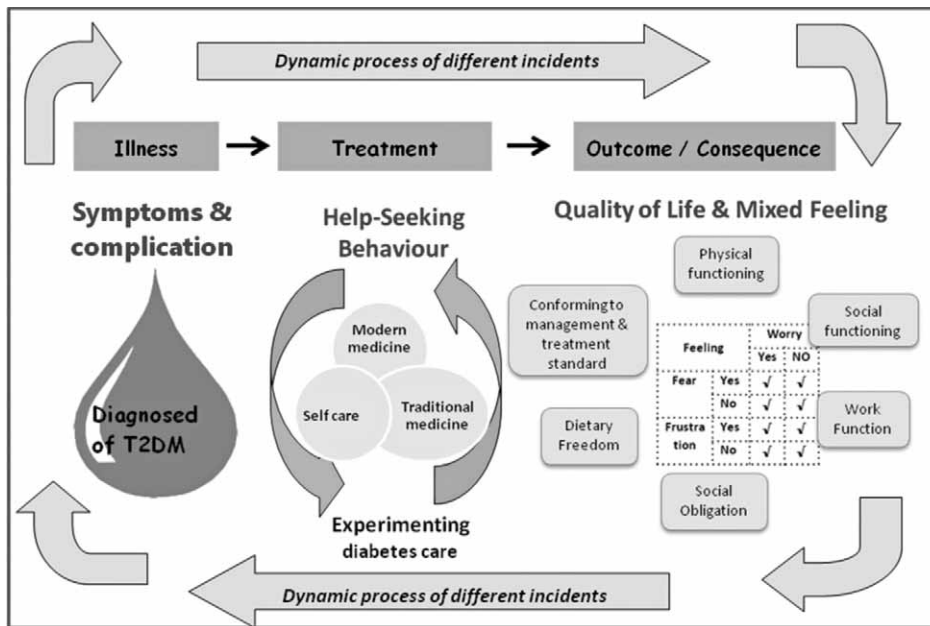 Dynamic process of different incidents
Illness
Treatment
Outcome / Consequence
Symptoms &
complication
Diagnosed
of T2DM
Help-Seeking
Behaviour
Modern
medicine
Self care
Traditional
medicine
Experimenting
diabetes care
Quality of Life & Mixed Feeling
Physical
functioning
Conforming to
management &
treatment
standard
Social
functioning
Dietary
Freedom
Work
Function
Social
Obligation
Feeling
Worry
Yes NO
Fear Yes √ √
No √ √
Frustra
tion
Yes √ √
No √ √
Dynamic process of different incidents